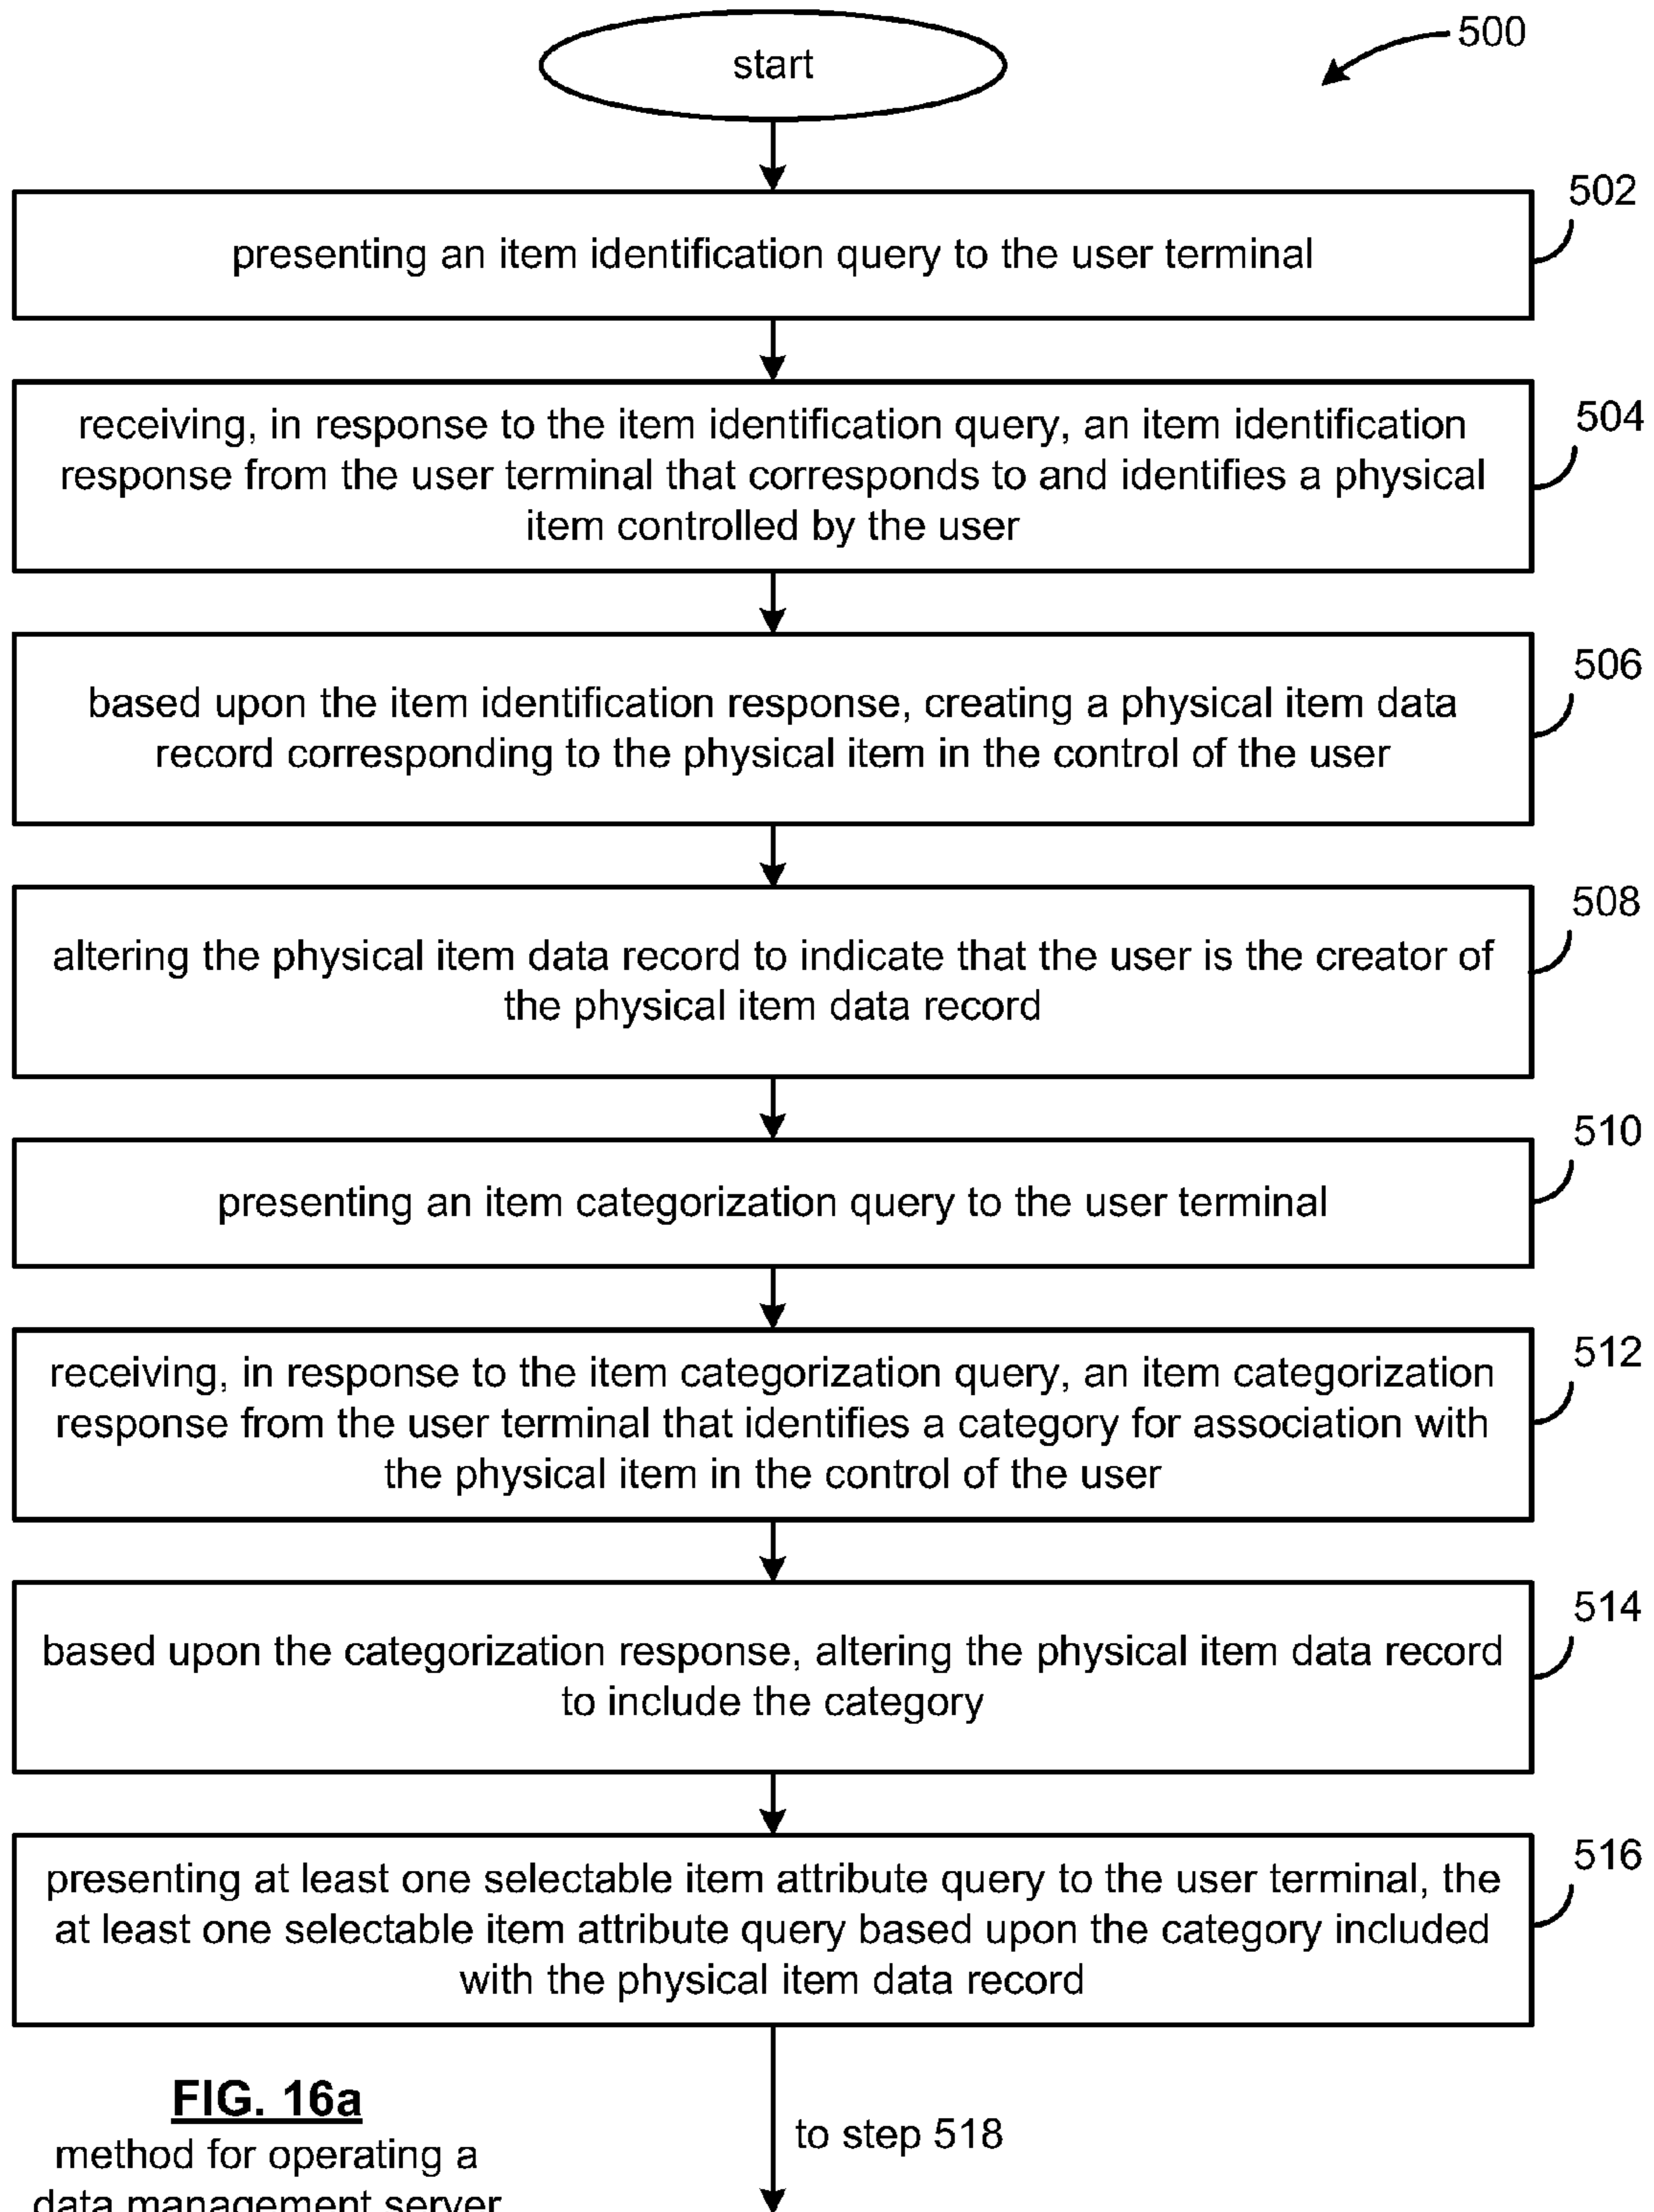 start
500
502
presenting an item identification query to the user terminal
504
receiving, in response to the item identification query, an item identification
response from the user terminal that corresponds to and identifies a physical
item controlled by the user
506
based upon the item identification response, creating a physical item data
record corresponding to the physical item in the control of the user
508
altering the physical item data record to indicate that the user is the creator of
the physical item data record
510
presenting an item categorization query to the user terminal
512
receiving, in response to the item categorization query, an item categorization
response from the user terminal that identifies a category for association with
the physical item in the control of the user
514
based upon the categorization response, altering the physical item data record
to include the category
516
presenting at least one selectable item attribute query to the user terminal, the
at least one selectable item attribute query based upon the category included
with the physical item data record
FIG. 16a
method for operating a
data management server
to step 518